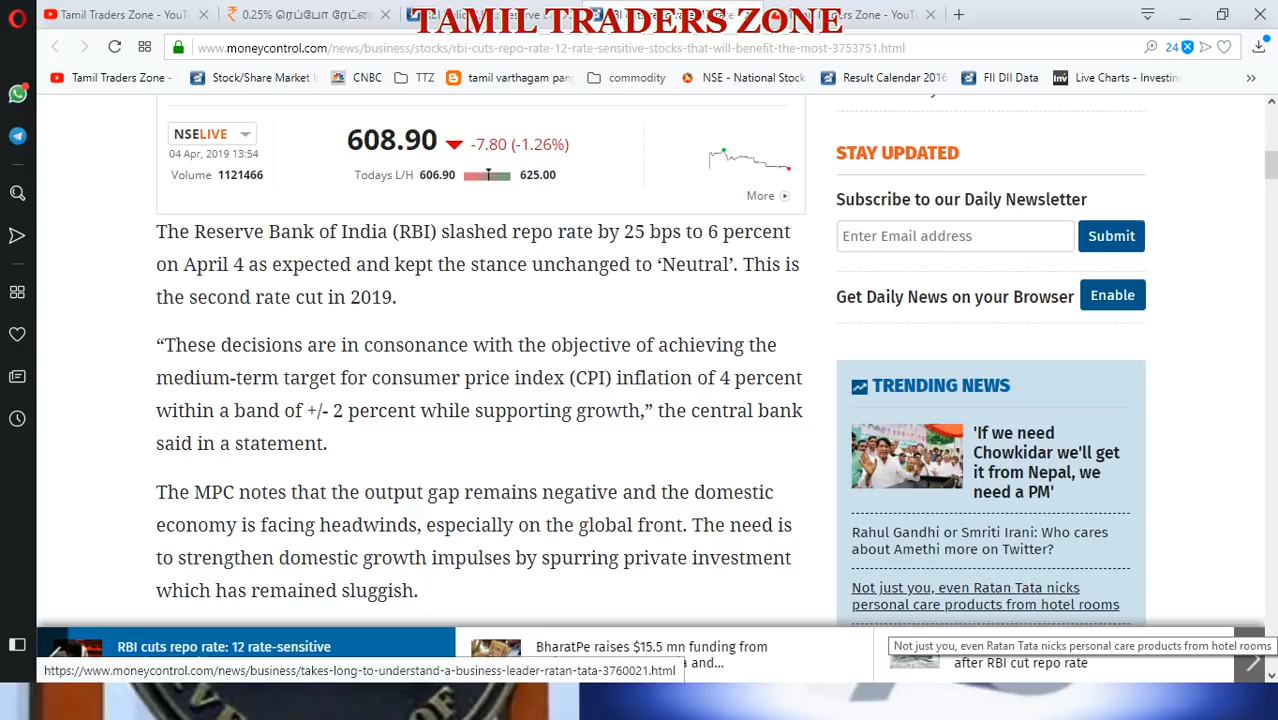 Tamil Traders Zone - YouT
0.25% ரெப்போ ரேட்
TAMIL TRADERS ZONE
Traders Zone - YouT
www.moneycontrol.com/news/business/stocks/rbi-cuts-repo-rate-12-rate-sensitive-stocks-that-will-benefit-the-most-3753751.html
24
Tamil Traders Zone -
Stock/Share Market I
CNBC
TTZ
tamil varthagam pan
commodity
NSE - National Stock
Result Calendar 2016
FII DII Data
Inv
Live Charts - Investin
NSELIVE
04 Apr, 2019 13:54
Volume 1121466
608.90 -7.80 (-1.26%)
Todays L/H 606.90 625.00
More
The Reserve Bank of India (RBI) slashed repo rate by 25 bps to 6 percent
on April 4 as expected and kept the stance unchanged to ‘Neutral’. This is
the second rate cut in 2019.
“These decisions are in consonance with the objective of achieving the
medium-term target for consumer price index (CPI) inflation of 4 percent
within a band of +/- 2 percent while supporting growth,” the central bank
said in a statement.
The MPC notes that the output gap remains negative and the domestic
economy is facing headwinds, especially on the global front. The need is
to strengthen domestic growth impulses by spurring private investment
which has remained sluggish.
STAY UPDATED
Subscribe to our Daily Newsletter
Enter Email address
Submit
Get Daily News on your Browser
Enable
TRENDING NEWS
'If we need
Chowkidar we'll get
it from Nepal, we
need a PM'
Rahul Gandhi or Smriti Irani: Who cares
about Amethi more on Twitter?
Not just you, even Ratan Tata nicks
personal care products from hotel rooms
RBI cuts repo rate: 12 rate-sensitive
BharatPe raises $15.5 mn funding from
a and...
Not just you, even Ratan Tata nicks personal care products from hotel rooms
after RBI cut repo rate
https://www.moneycontrol.com/news/business/takes-long-to-understand-a-business-leader-ratan-tata-3760021.html